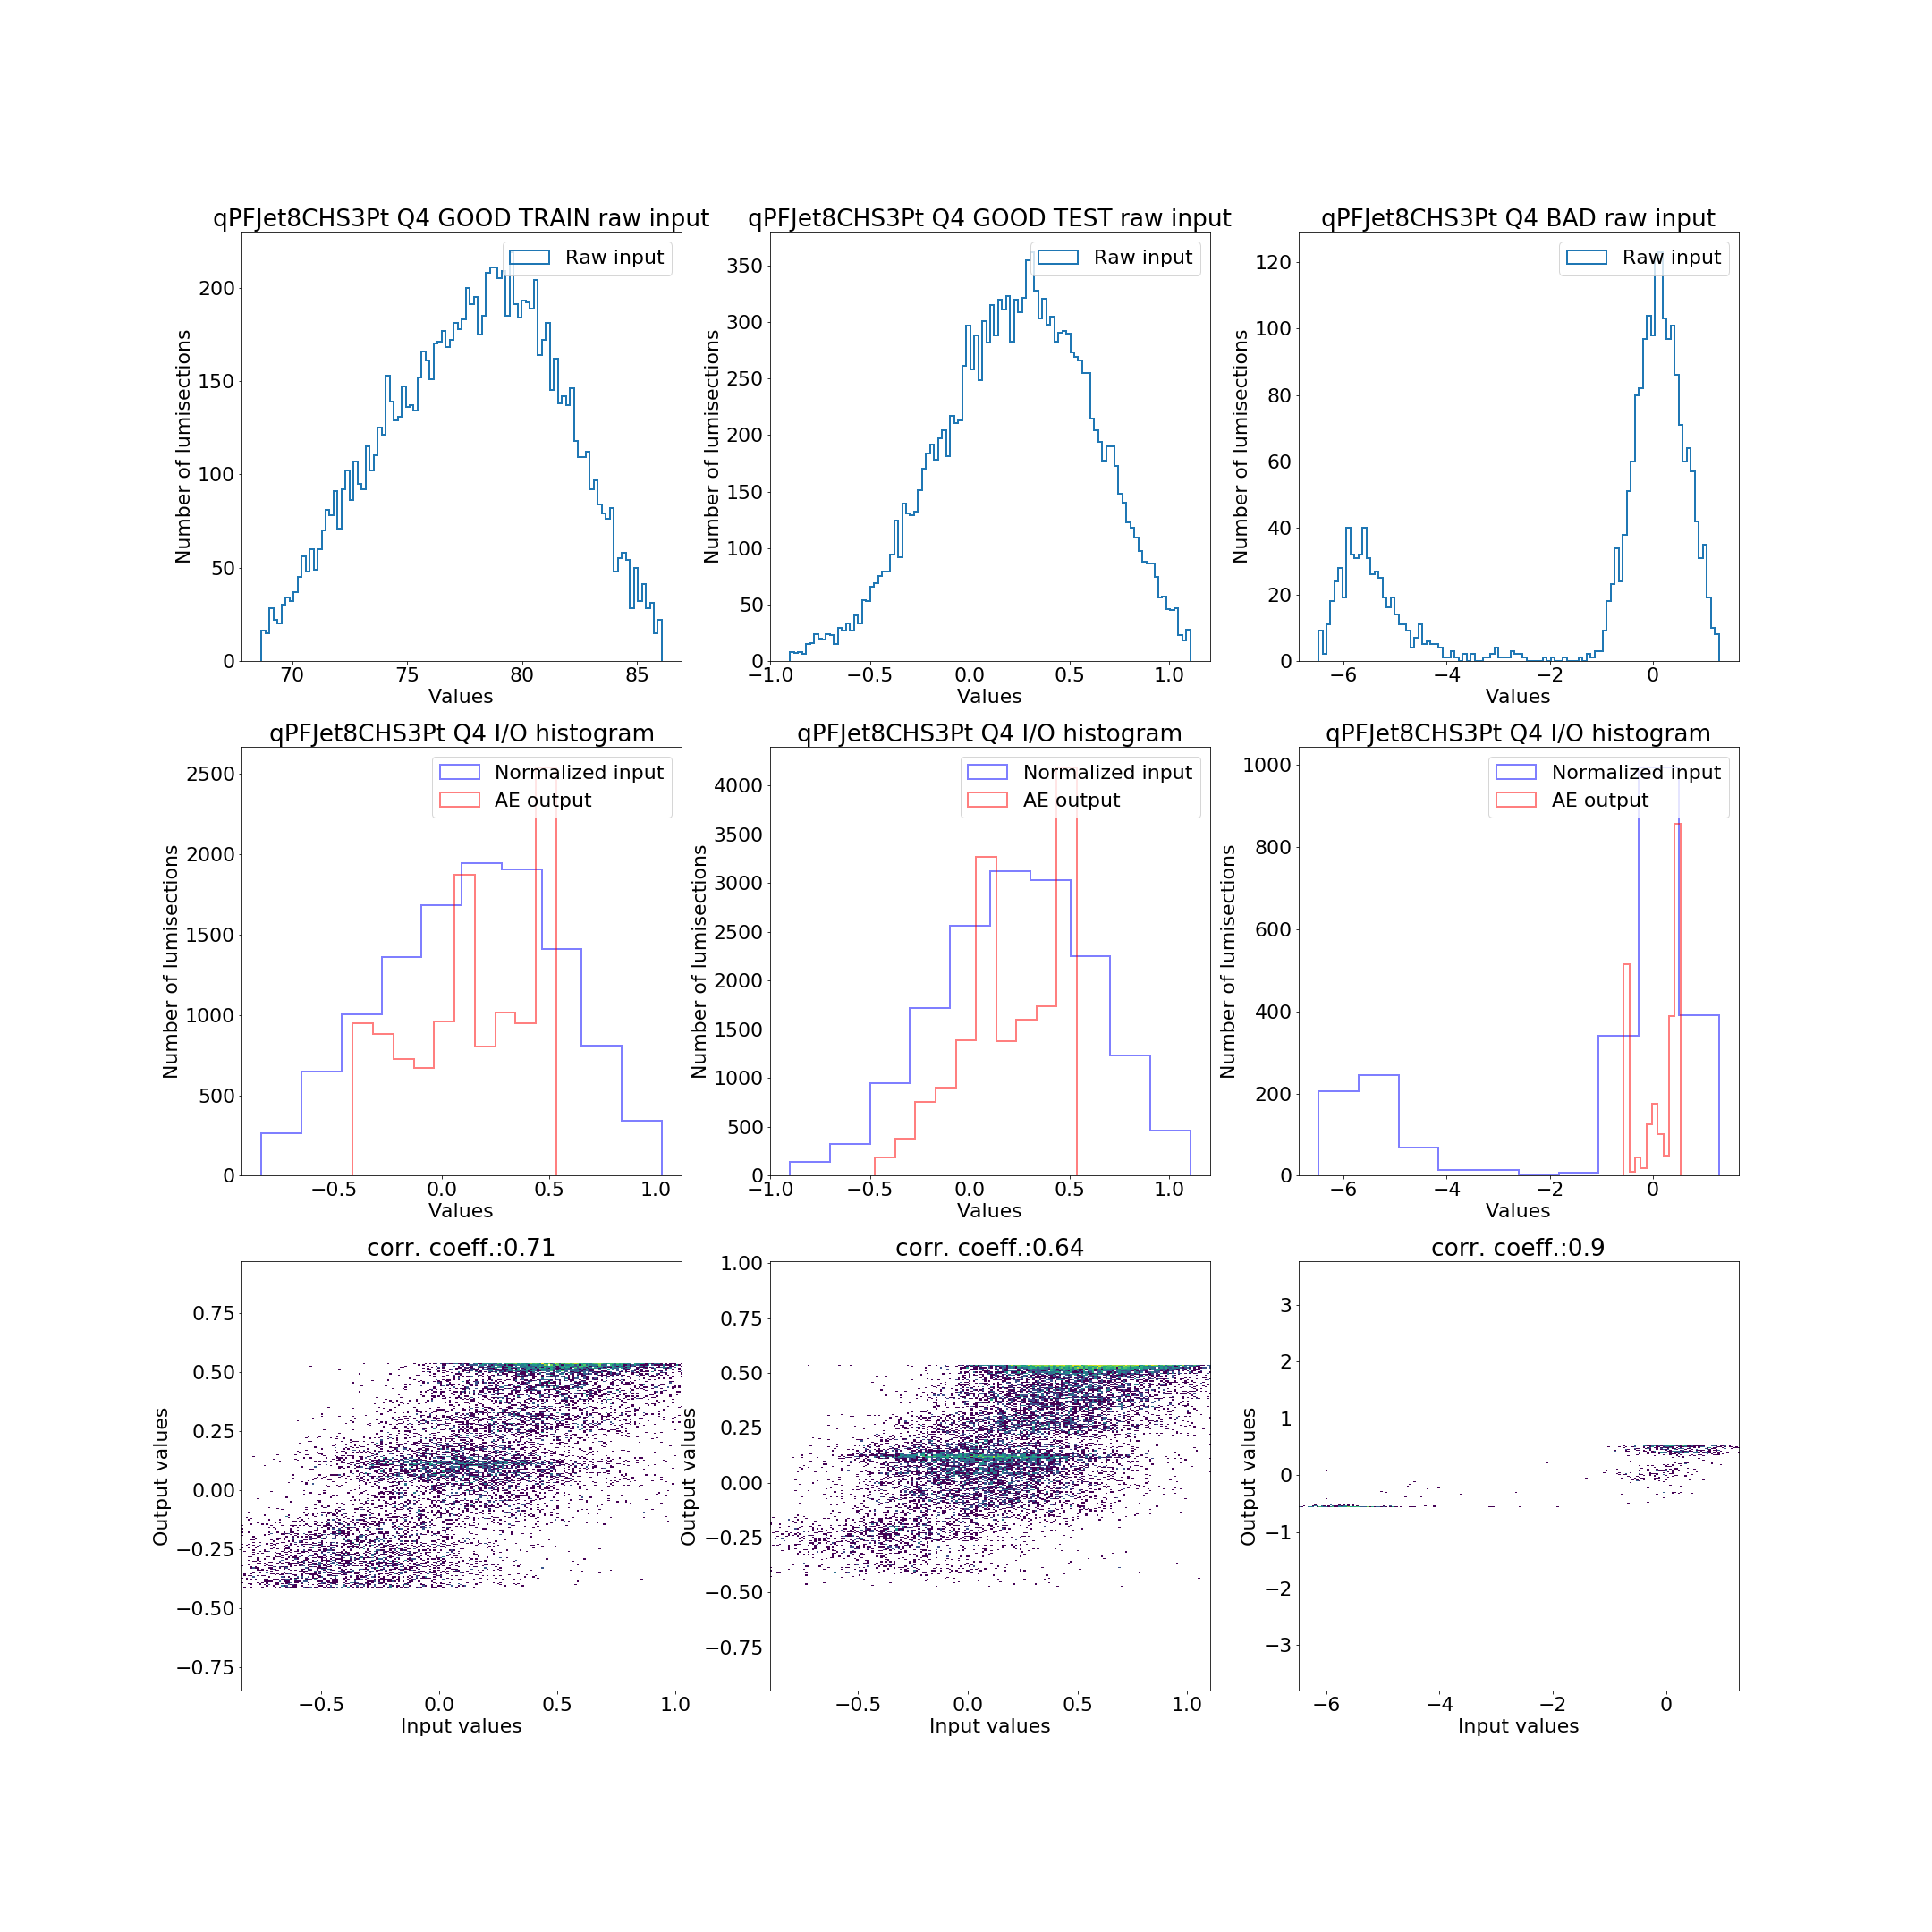 qPFJet8CHS3Pt Q4 GOOD TRAIN raw input
Raw input
200
150
100
50
0
70 75 80 85
Number of lumisections
Values
qPFJet8CHS3Pt Q4 GOOD TEST raw input
Raw input
350
300
250
200
150
100
50
0
−1.0 −0.5 0.0 0.5 1.0
Number of lumisections
Values
qPFJet8CHS3Pt Q4 BAD raw input
Raw input
120
100
80
60
40
20
0
−6 −4 −2 0
Number of lumisections
Values
qPFJet8CHS3Pt Q4 I/O histogram
Normalized input
AE output
2500
2000
1500
1000
500
0
−0.5 0.0 0.5 1.0
Number of lumisections
Values
qPFJet8CHS3Pt Q4 I/O histogram
Normalized input
AE output
4000
3500
3000
2500
2000
1500
1000
500
0
−1.0 −0.5 0.0 0.5 1.0
Number of lumisections
Values
qPFJet8CHS3Pt Q4 I/O histogram
Normalized input
AE output
1000
800
600
400
200
0
−6 −4 −2 0
Number of lumisections
Values
corr. coeff.:0.71
0.75
0.50
0.25
0.00
−0.25
−0.50
−0.75
−0.5 0.0 0.5 1.0
Output values
Input values
corr. coeff.:0.64
1.00
0.75
0.50
0.25
0.00
−0.25
−0.50
−0.75
−0.5 0.0 0.5 1.0
Output values
Input values
corr. coeff.:0.9
3
2
1
0
−1
−2
−3
−6 −4 −2 0
Output values
Input values